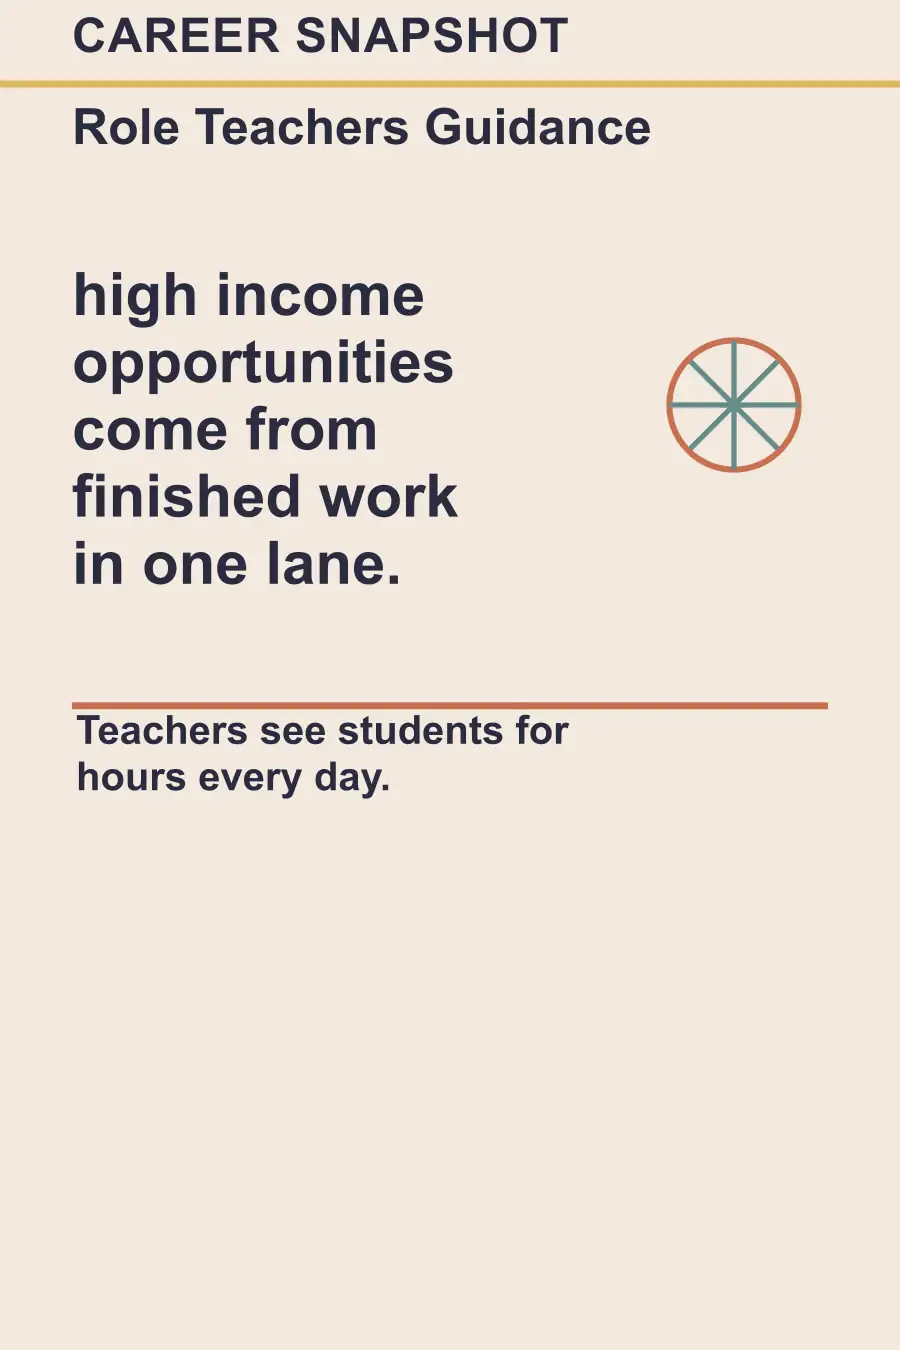 CAREER SNAPSHOT
Role Teachers Guidance
high income
opportunities
come from
finished work
in one lane.
Teachers see students for
hours every day.